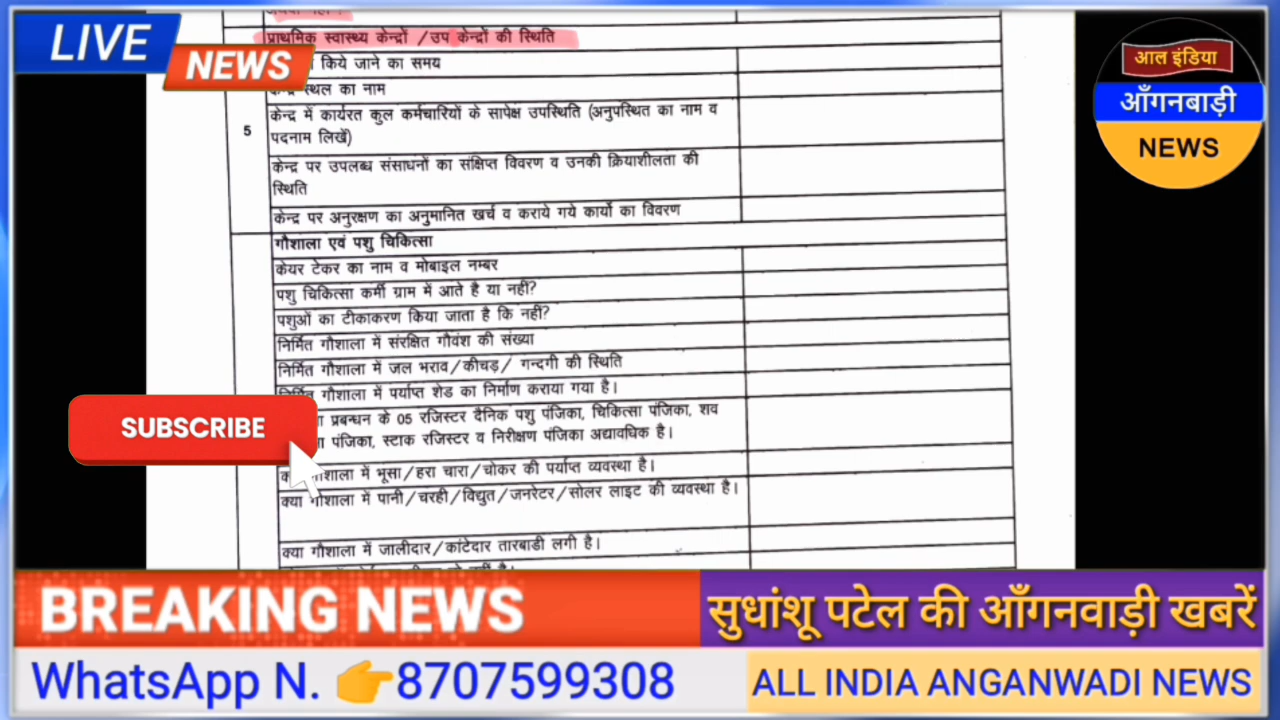 LIVE
NEWS
आल इंडिया
आँगनबाड़ी
NEWS
प्राथमिक स्वास्थ्य केन्द्रों /उप केन्द्रों की स्थिति
किये जाने का समय
स्थल का नाम
5
केन्द्र में कार्यरत कुल कर्मचारियों के सापेक्ष उपस्थिति (अनुपस्थित का नाम व
पदनाम लिखें)
केन्द्र पर उपलब्ध संसाधनों का संक्षिप्त विवरण व उनकी क्रियाशीलता की
स्थिति
केन्द्र पर अनुरक्षण का अनुमानित खर्च व कराये गये कार्यो का विवरण
गौशाला एवं पशु चिकित्सा
केयर टेकर का नाम व मोबाइल नम्बर
पशु चिकित्सा कर्मी ग्राम में आते है या नहीं?
पशुओं का टीकाकरण किया जाता है कि नहीं?
निर्मित गौशाला में संरक्षित गौवंश की संख्या
निर्मित गौशाला में जल भराव/कीचड़/ गन्दगी की स्थिति
निर्मित गौशाला में पर्याप्त शेड का निर्माण कराया गया है।
प्रबन्धन के 05 रजिस्टर दैनिक पशु पंजिका, चिकित्सा पंजिका, शव
पंजिका, स्टाक रजिस्टर व निरीक्षण पंजिका अद्यावधिक है।
गौशाला में भूसा/हरा चारा/चोकर की पर्याप्त व्यवस्था है।
क्या गौशाला में पानी/चरही/विद्युत/जनरेटर/सोलर लाइट की व्यवस्था है।
क्या गौशाला में जालीदार/कांटेदार तारबाडी लगी है।
SUBSCRIBE
BREAKING NEWS
सुधांशू पटेल की आँगनवाड़ी खबरें
WhatsApp N. 👉8707599308
ALL INDIA ANGANWADI NEWS